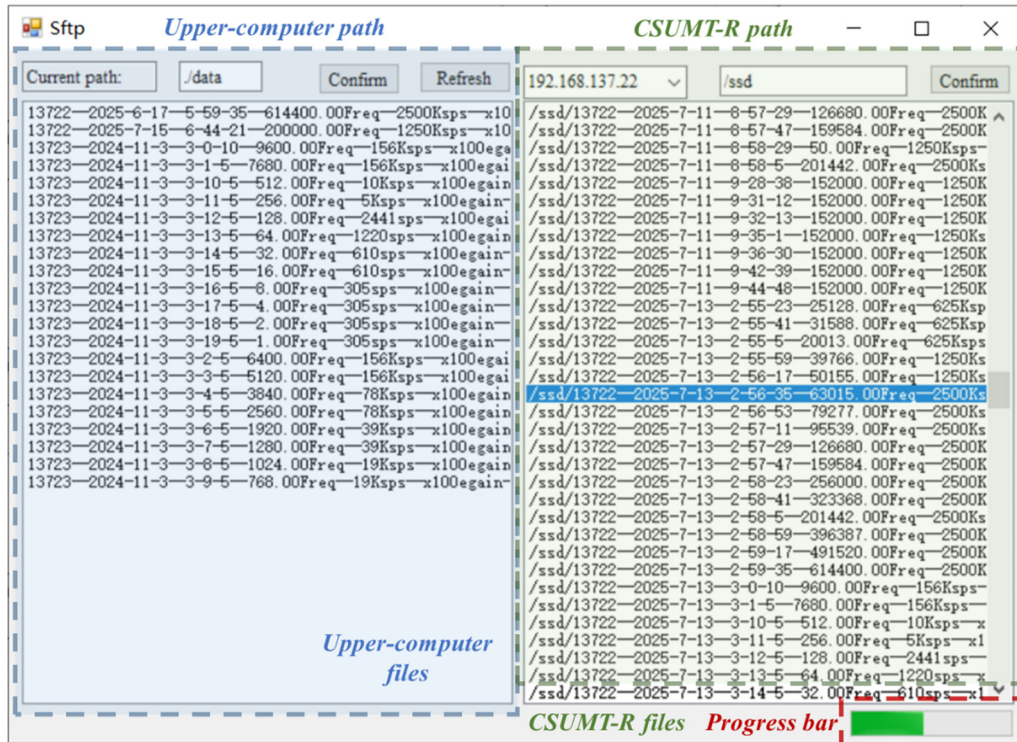 Sftp
Upper-computer path
CSUMT-R path
Current path:
./data
Confirm
Refresh
192.168.137.22
/ssd
Confirm
13722—2025-6-17—5-59-35—614400.00Freq—2500Ksps—x10
13722—2025-7-15—6-44-21—200000.00Freq—1250Ksps—x10
13723—2024-11-3—3-0-10—9600.00Freq—156Ksps—x100ega
13723—2024-11-3—3-1-5—7680.00Freq—156Ksps—x100egai
13723—2024-11-3—3-10-5—512.00Freq—10Ksps—x100egain
13723—2024-11-3—3-11-5—256.00Freq—5Ksps—x100egain-
13723—2024-11-3—3-12-5—128.00Freq—2441sps—x100egain
13723—2024-11-3—3-13-5—64.00Freq—1220sps—x100egain
13723—2024-11-3—3-14-5—32.00Freq—610sps—x100egain-
13723—2024-11-3—3-15-5—16.00Freq—610sps—x100egain-
13723—2024-11-3—3-16-5—8.00Freq—305sps—x100egain—
13723—2024-11-3—3-17-5—4.00Freq—305sps—x100egain—
13723—2024-11-3—3-18-5—2.00Freq—305sps—x100egain—
13723—2024-11-3—3-19-5—1.00Freq—305sps—x100egain—
13723—2024-11-3—3-2-5—6400.00Freq—156Ksps—x100egai
13723—2024-11-3—3-3-5—5120.00Freq—156Ksps—x100egai
13723—2024-11-3—3-4-5—3840.00Freq—78Ksps—x100egain
13723—2024-11-3—3-5-5—2560.00Freq—78Ksps—x100egain
13723—2024-11-3—3-6-5—1920.00Freq—39Ksps—x100egain
13723—2024-11-3—3-7-5—1280.00Freq—39Ksps—x100egain
13723—2024-11-3—3-8-5—1024.00Freq—19Ksps—x100egain
13723—2024-11-3—3-9-5—768.00Freq—19Ksps—x100egain-
Upper-computer
files
/ssd/13722—2025-7-11—8-57-29—126680.00Freq—2500K
/ssd/13722—2025-7-11—8-57-47—159584.00Freq—2500K
/ssd/13722—2025-7-11—8-58-29—50.00Freq—1250Ksps-
/ssd/13722—2025-7-11—8-58-5—201442.00Freq—2500Ks
/ssd/13722—2025-7-11—9-28-38—152000.00Freq—1250K
/ssd/13722—2025-7-11—9-31-12—152000.00Freq—1250K
/ssd/13722—2025-7-11—9-32-13—152000.00Freq—1250K
/ssd/13722—2025-7-11—9-35-1—152000.00Freq—1250Ks
/ssd/13722—2025-7-11—9-36-30—152000.00Freq—1250K
/ssd/13722—2025-7-11—9-42-39—152000.00Freq—1250K
/ssd/13722—2025-7-11—9-44-48—152000.00Freq—1250K
/ssd/13722—2025-7-13—2-55-23—25128.00Freq—625Ksp
/ssd/13722—2025-7-13—2-55-41—31588.00Freq—625Ksp
/ssd/13722—2025-7-13—2-55-5—20013.00Freq—625Ksps
/ssd/13722—2025-7-13—2-55-59—39766.00Freq—1250Ks
/ssd/13722—2025-7-13—2-56-17—50155.00Freq—1250Ks
/ssd/13722—2025-7-13—2-56-35—63015.00Freq—2500Ks
/ssd/13722—2025-7-13—2-56-53—79277.00Freq—2500Ks
/ssd/13722—2025-7-13—2-57-11—95539.00Freq—2500Ks
/ssd/13722—2025-7-13—2-57-29—126680.00Freq—2500K
/ssd/13722—2025-7-13—2-57-47—159584.00Freq—2500K
/ssd/13722—2025-7-13—2-58-23—256000.00Freq—2500K
/ssd/13722—2025-7-13—2-58-41—323368.00Freq—2500K
/ssd/13722—2025-7-13—2-58-5—201442.00Freq—2500Ks
/ssd/13722—2025-7-13—2-58-59—396387.00Freq—2500K
/ssd/13722—2025-7-13—2-59-17—491520.00Freq—2500K
/ssd/13722—2025-7-13—2-59-35—614400.00Freq—2500K
/ssd/13722—2025-7-13—3-0-10—9600.00Freq—156Ksps-
/ssd/13722—2025-7-13—3-1-5—7680.00Freq—156Ksps—
/ssd/13722—2025-7-13—3-10-5—512.00Freq—10Ksps—x
/ssd/13722—2025-7-13—3-11-5—256.00Freq—5Ksps—x1
/ssd/13722—2025-7-13—3-12-5—128.00Freq—2441sps—
/ssd/13722—2025-7-13—3-13-5—64.00Freq—1220sps—x
/ssd/13722—2025-7-13—3-14-5—32.00Freq—610sps—x1
CSUMT-R files
Progress bar